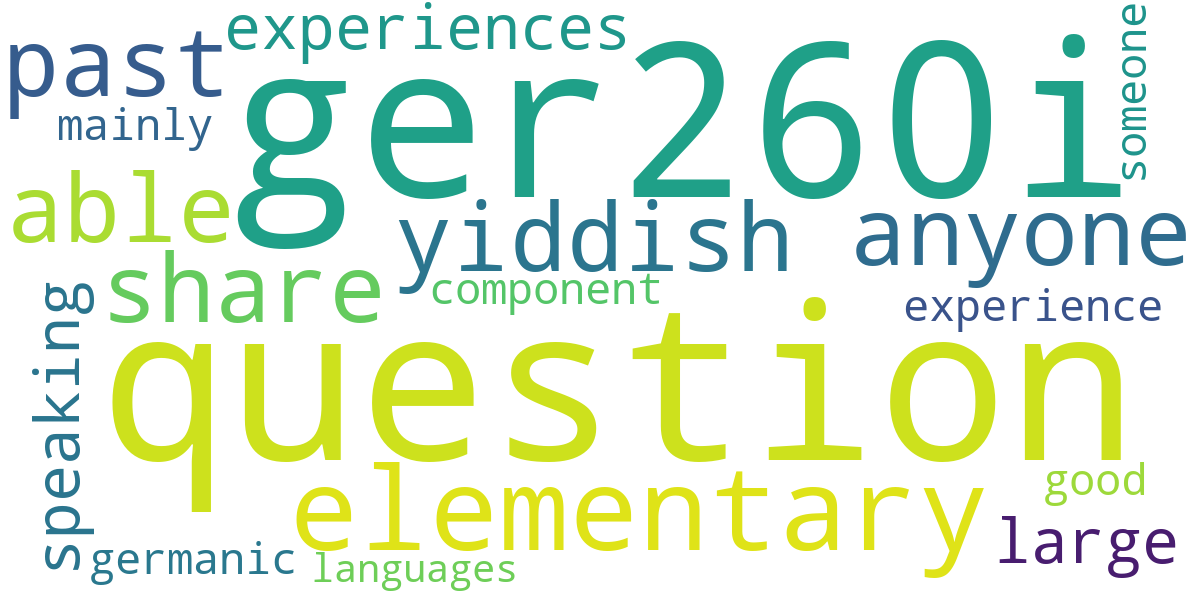 experiences
past
ger260i
someone
mainly
able
yiddish
anyone
share
component
experience
speaking
question
elementary
good
large
germanic
languages